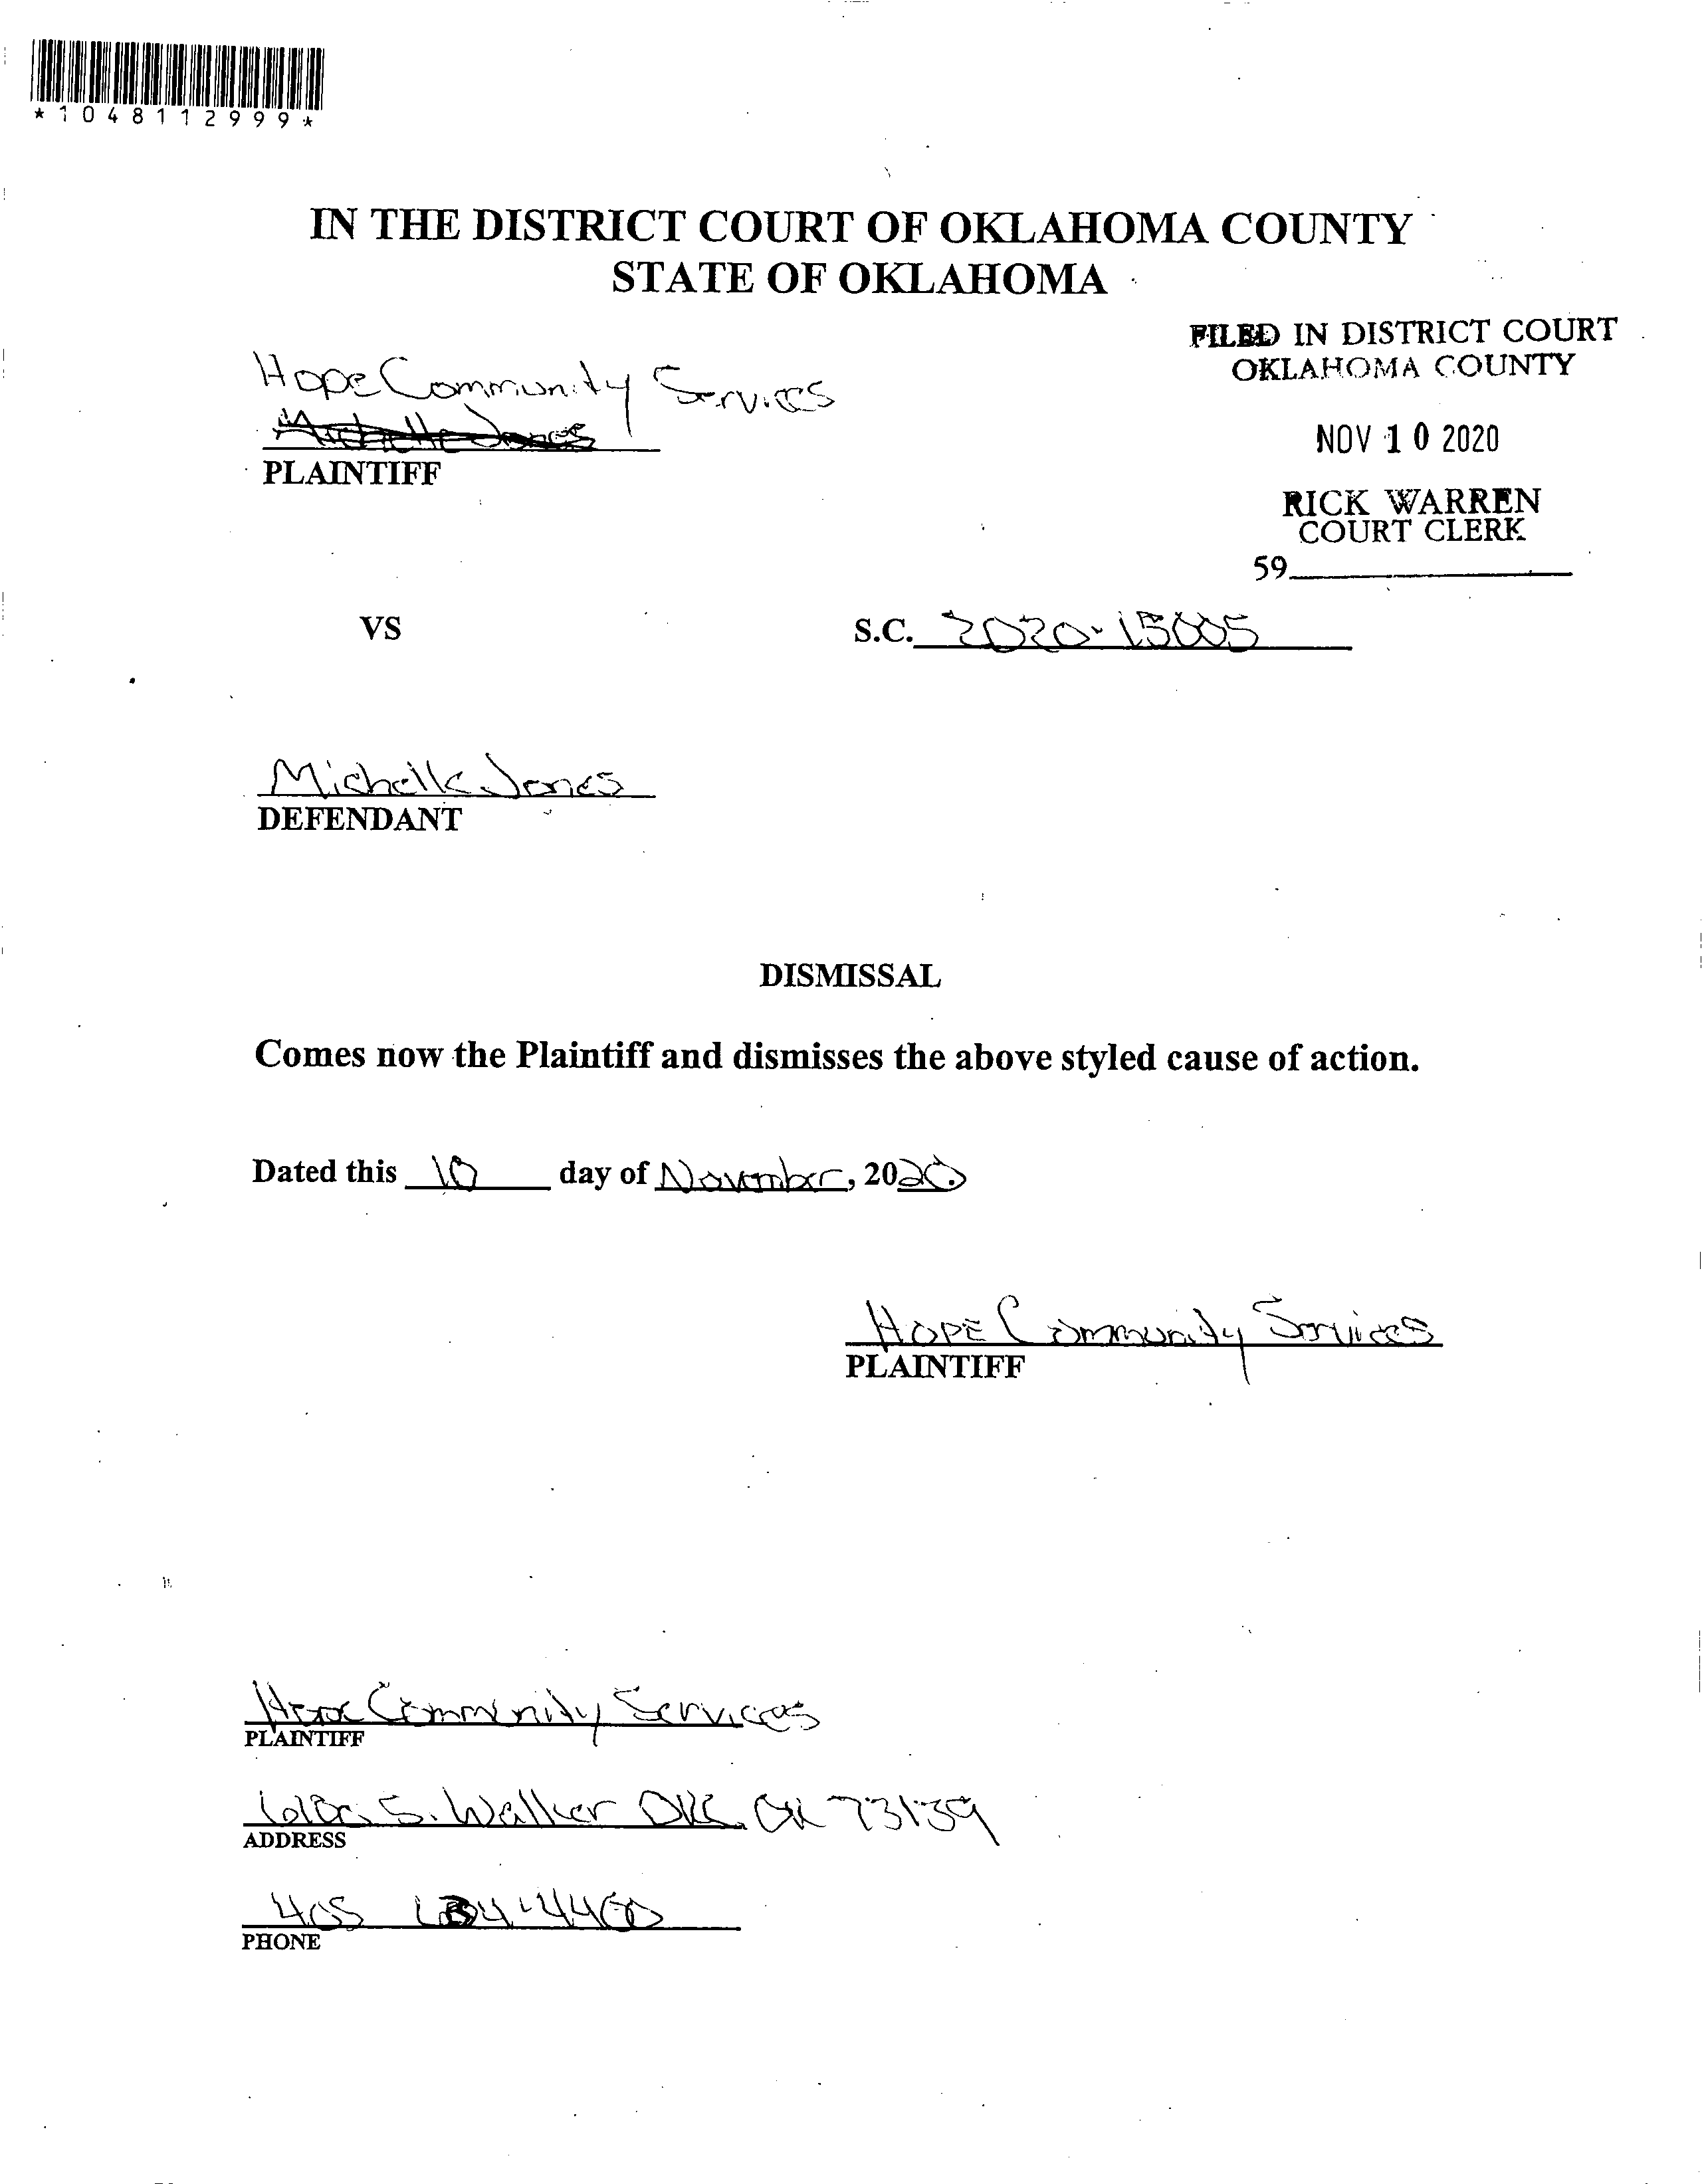 *1048112999*
IN THE DISTRICT COURT OF OKLAHOMA COUNTY
STATE OF OKLAHOMA
FILED IN DISTRICT COURT
OKLAHOMA COUNTY
NOV 10 2020
RICK WARREN
COURT CLERK
59
Hope Community Services
Michelle Jones
PLAINTIFF
VS
S.C. 2020-15005
Michelle Jones
DEFENDANT
DISMISSAL
Comes now the Plaintiff and dismisses the above styled cause of action.
Dated this 10 day of November, 2020
Hope Community Services
PLAINTIFF
Hope Community Services
PLAINTIFF
S. Walker OKC, OK 73139
ADDRESS
405
PHONE